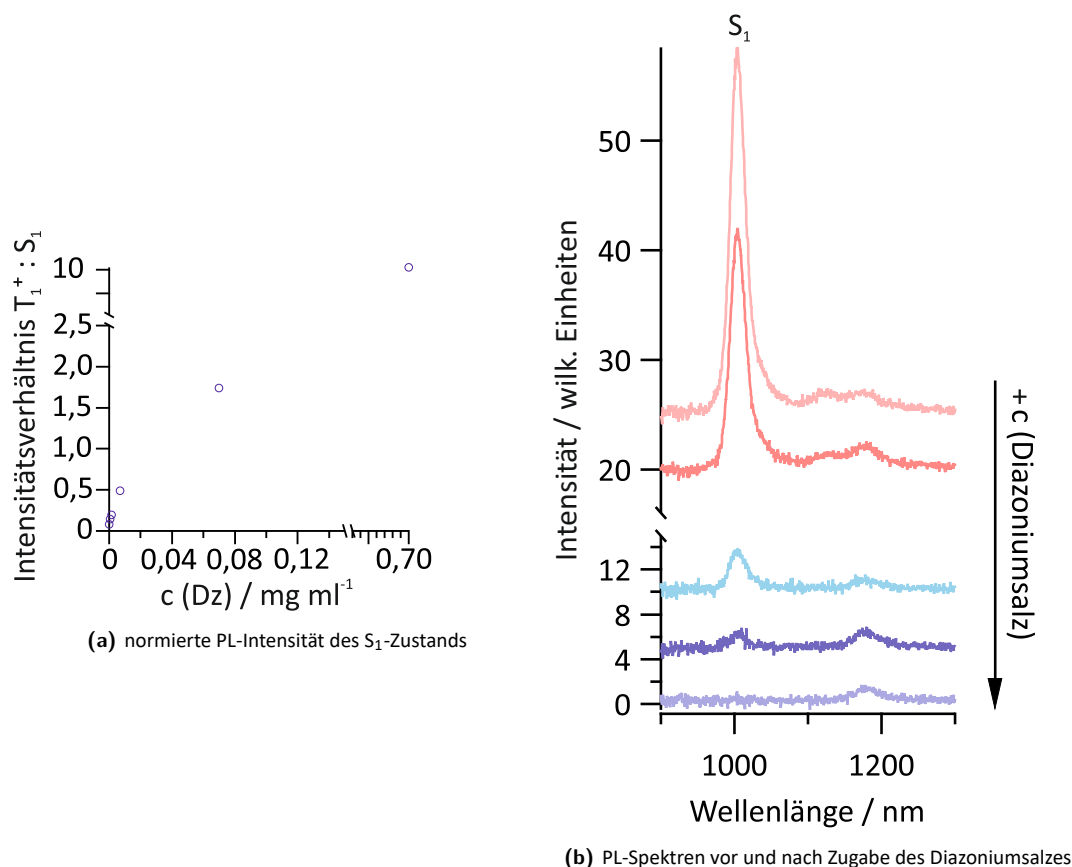 Intensitätsverhältnis T₁⁺ : S₁
10
2,5
2,0
1,5
1,0
0,5
0
0 0,04 0,08 0,12 0,70
c (Dz) / mg ml⁻¹
(a) normierte PL-Intensität des S₁-Zustands
S₁
Intensität / wilk. Einheiten
50
40
30
20
12
8
4
0
1000 1200
Wellenlänge / nm
+ c (Diazoniumsalz)
(b) PL-Spektren vor und nach Zugabe des Diazoniumsalzes